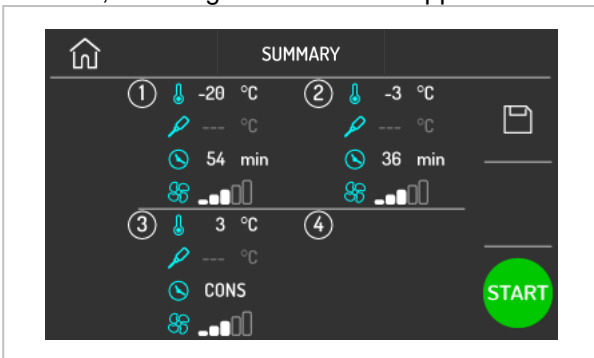 SUMMARY
1 -20 °C 2 -3 °C
--- °C --- °C
54 min 36 min
3 3 °C 4
--- °C
CONS
START